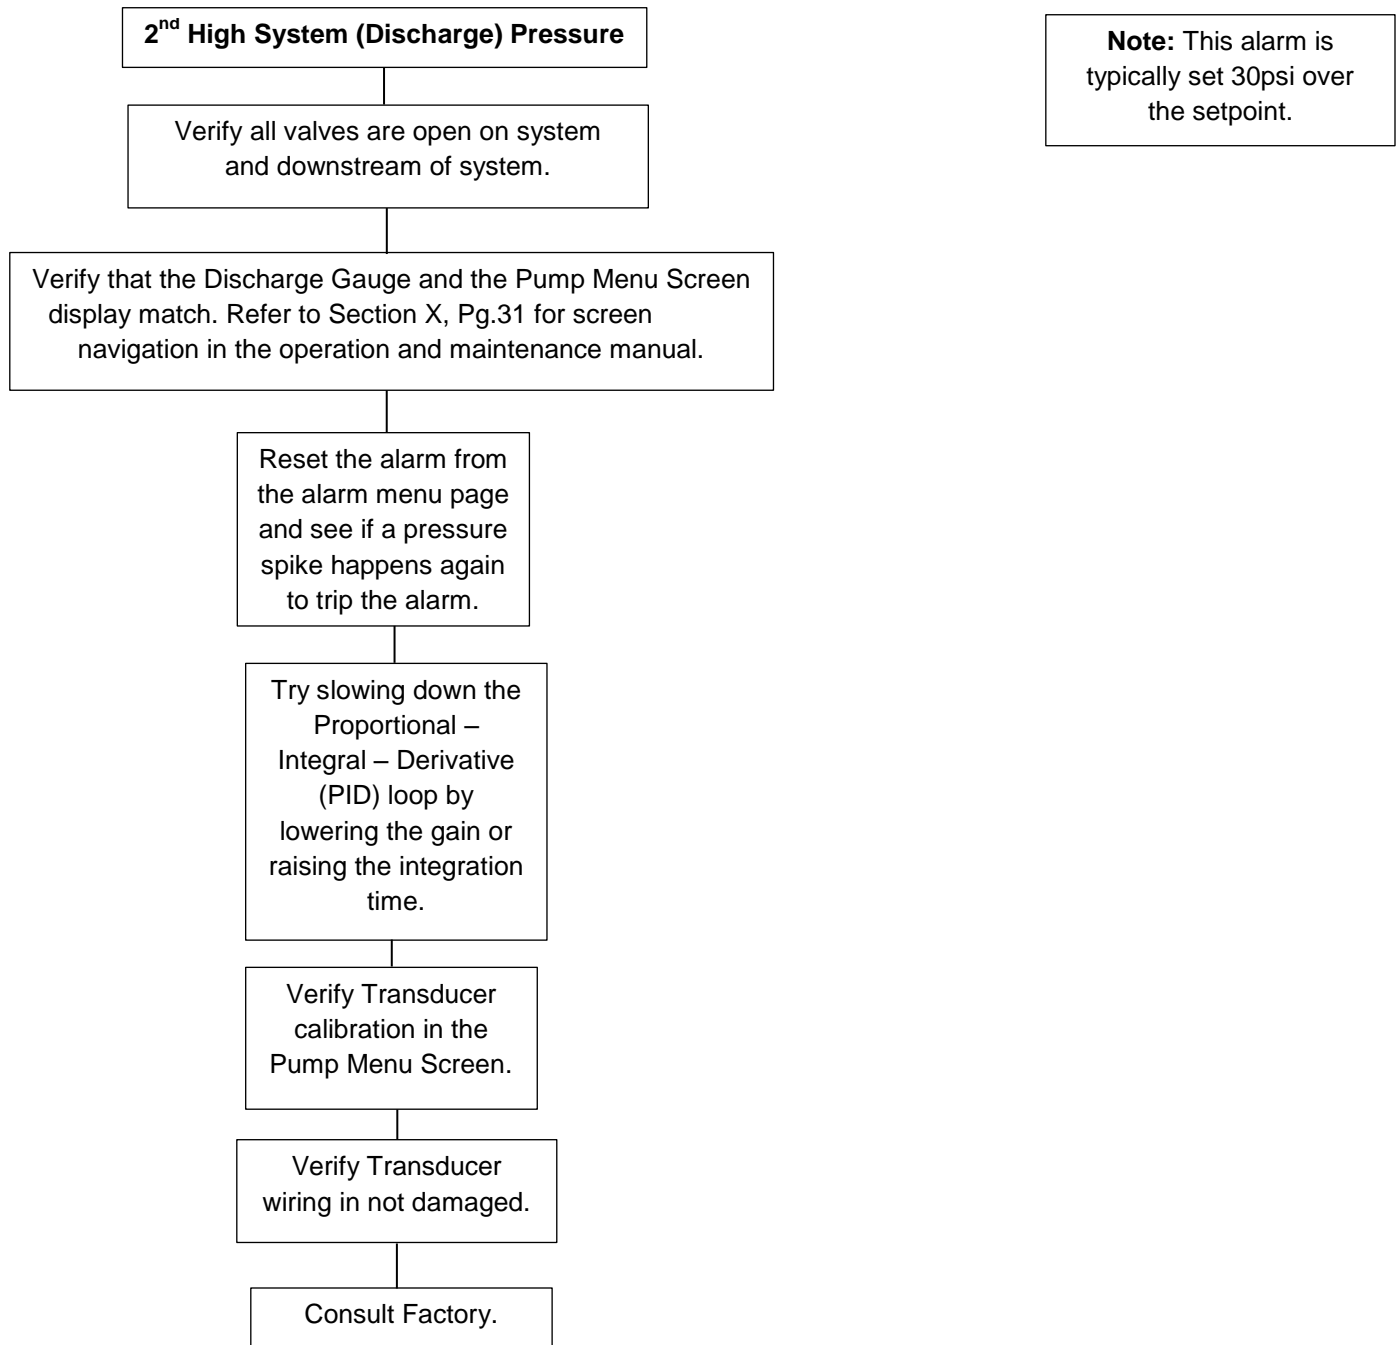 2nd High System (Discharge) Pressure
Note: This alarm is
typically set 30psi over
the setpoint.
Verify all valves are open on system
and downstream of system.
Verify that the Discharge Gauge and the Pump Menu Screen
display match. Refer to Section X, Pg.31 for screen
navigation in the operation and maintenance manual.
Reset the alarm from
the alarm menu page
and see if a pressure
spike happens again
to trip the alarm.
Try slowing down the
Proportional –
Integral – Derivative
(PID) loop by
lowering the gain or
raising the integration
time.
Verify Transducer
calibration in the
Pump Menu Screen.
Verify Transducer
wiring in not damaged.
Consult Factory.